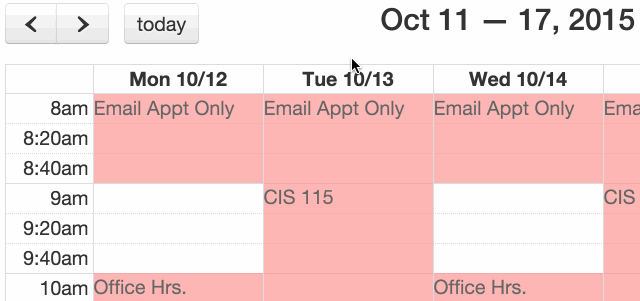 today
Oct 11 — 17, 2015
Mon 10/12 Tue 10/13 Wed 10/14
8am Email Appt Only Email Appt Only Email Appt Only Ema
8:20am
8:40am
9am CIS 115 CIS
9:20am
9:40am
10am Office Hrs. Office Hrs.